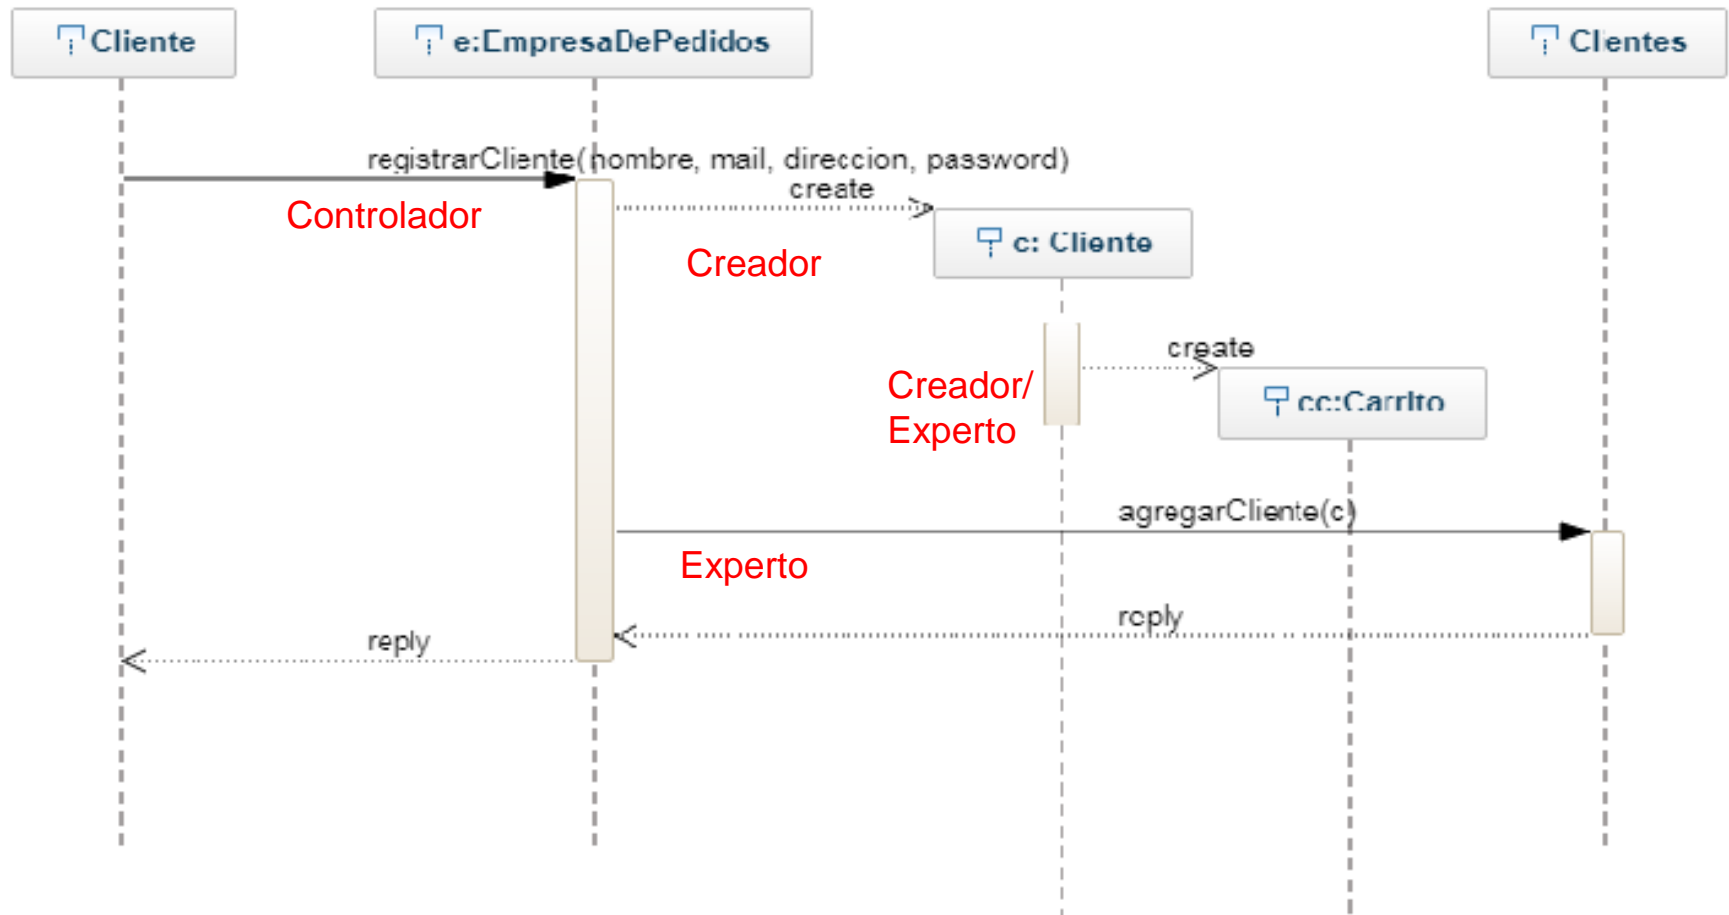 Cliente
e:EmpresaDePedidos
Clientes
registrarCliente(nombre, mail, direccion, password)
create
Controlador
c: Cliente
Creador
create
Creador/
Experto
cc:Carrito
agregarCliente(c)
Experto
reply
reply